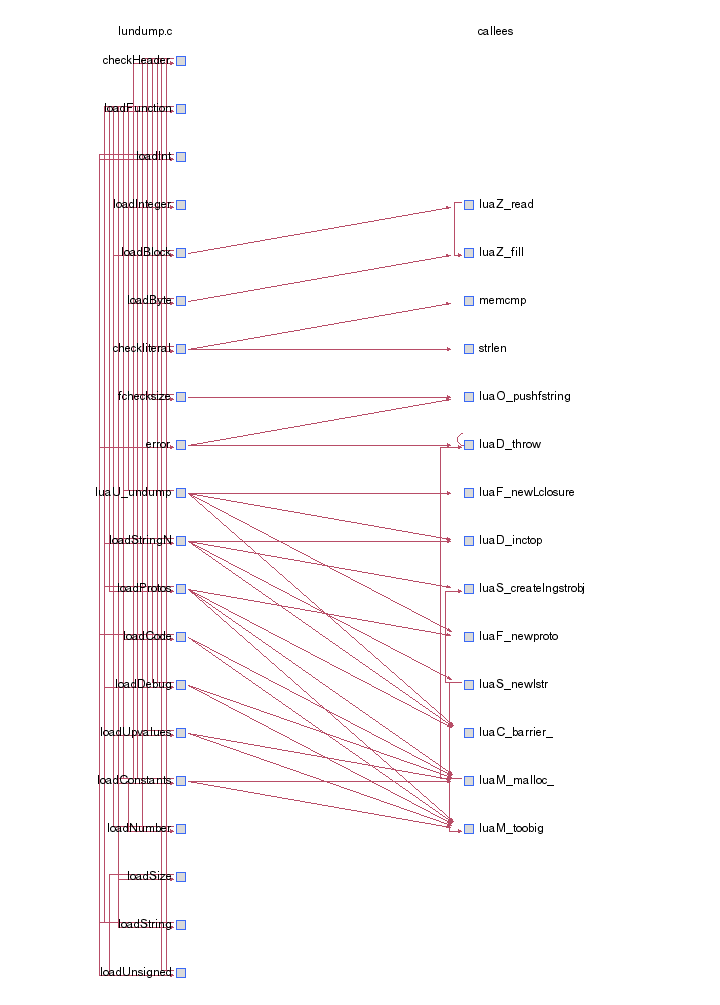 lundump.c
callees
checkHeader
loadFunction
loadInt
loadInteger
luaZ_read
loadBlock
luaZ_fill
loadByte
memcmp
checkliteral
strlen
fchecksize
luaO_pushfstring
error
luaD_throw
luaU_undump
luaF_newLclosure
loadStringN
luaD_inctop
loadProtos
luaS_createlngstrobj
loadCode
luaF_newproto
loadDebug
luaS_newlstr
loadUpvalues
luaC_barrier_
loadConstants
luaM_malloc_
loadNumber
luaM_toobig
loadSize
loadString
loadUnsigned